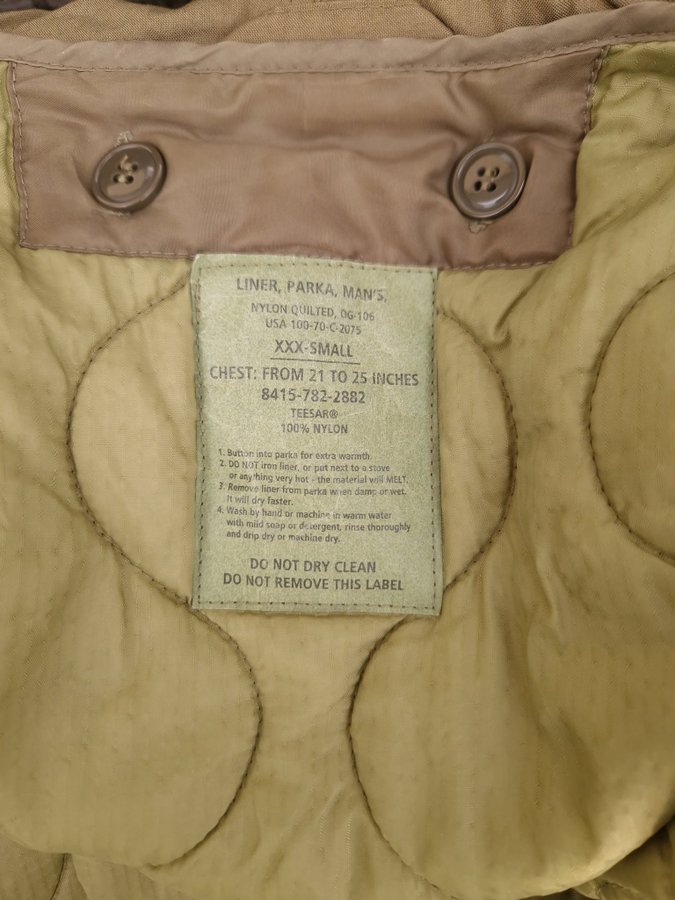 LINER, PARKA, MAN'S,
NYLON QUILTED, OG-106
USA 100-70-C-2075
XXX-SMALL
CHEST: FROM 21 TO 25 INCHES
8415-782-2882
TEESAR®
100% NYLON
1. Button into parka for extra warmth.
2. DO NOT iron liner, or put next to a stove
or anything very hot - the material will MELT.
3. Remove liner from parka when damp or wet.
It will dry faster.
4. Wash by hand or machine in warm water
with mild soap or detergent, rinse thoroughly
and drip dry or machine dry.
DO NOT DRY CLEAN
DO NOT REMOVE THIS LABEL